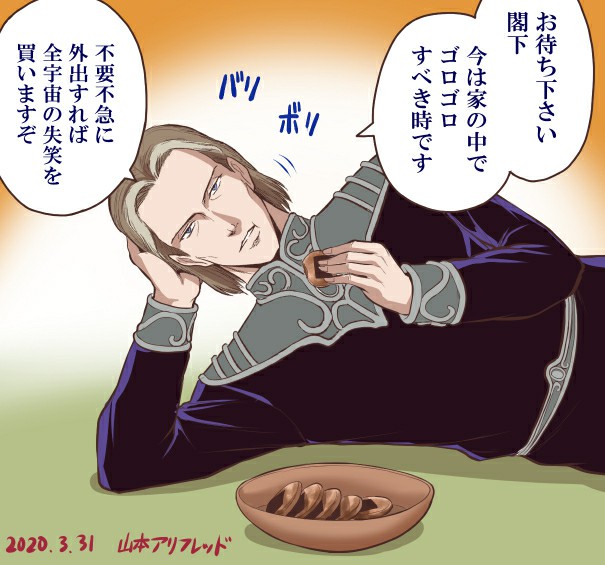 お待ち下さい
閣下
今は家の中で
ゴロゴロ
すべき時です
バリ
ボリ
不要不急に
外出すれば
全宇宙の失笑を
買いますぞ
2020.3.31 山本アリフレッド